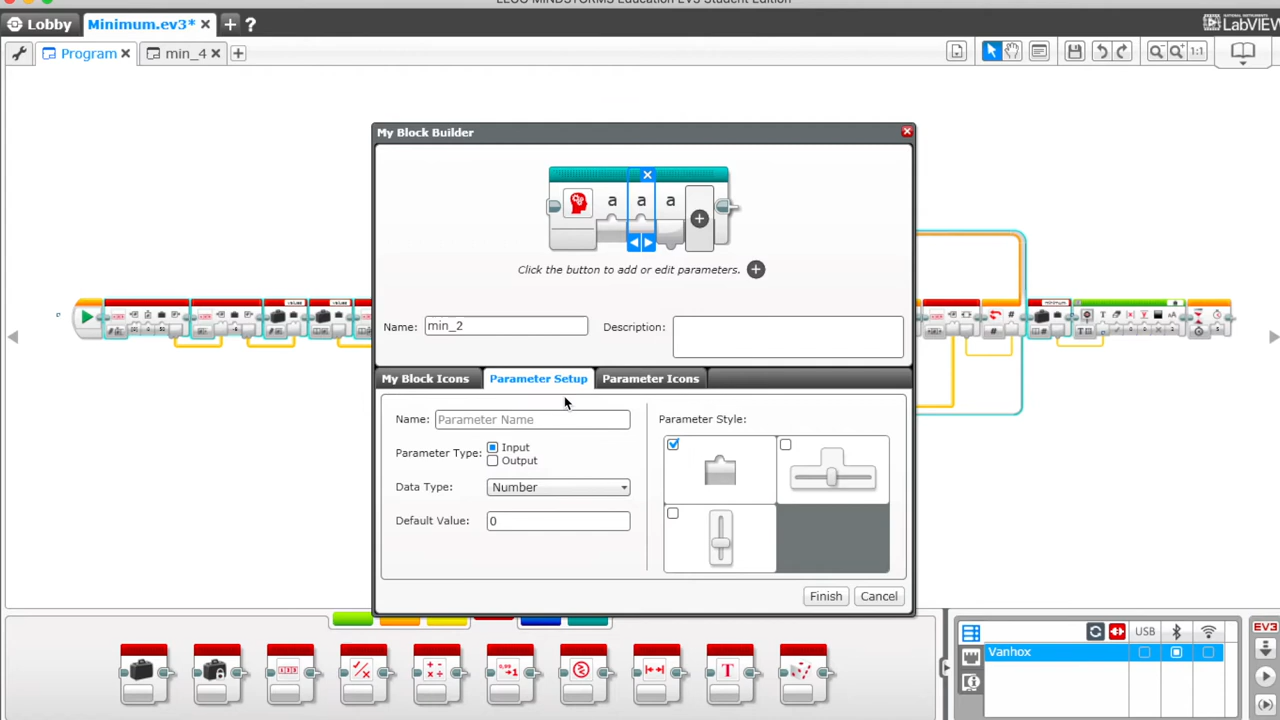 LEGO MINDSTORMS Education EV3 Student Edition
Lobby Minimum.ev3* × + ?
LabVIEW
Program × min_4 ×
1:1
My Block Builder
a a a
Click the button to add or edit parameters.
Name: min_2 Description:
My Block Icons Parameter Setup Parameter Icons
Name: Parameter Name Parameter Style:
Parameter Type: Input
Output
Data Type: Number
Default Value: 0
Finish Cancel
USB
EV3
Vanhox
T